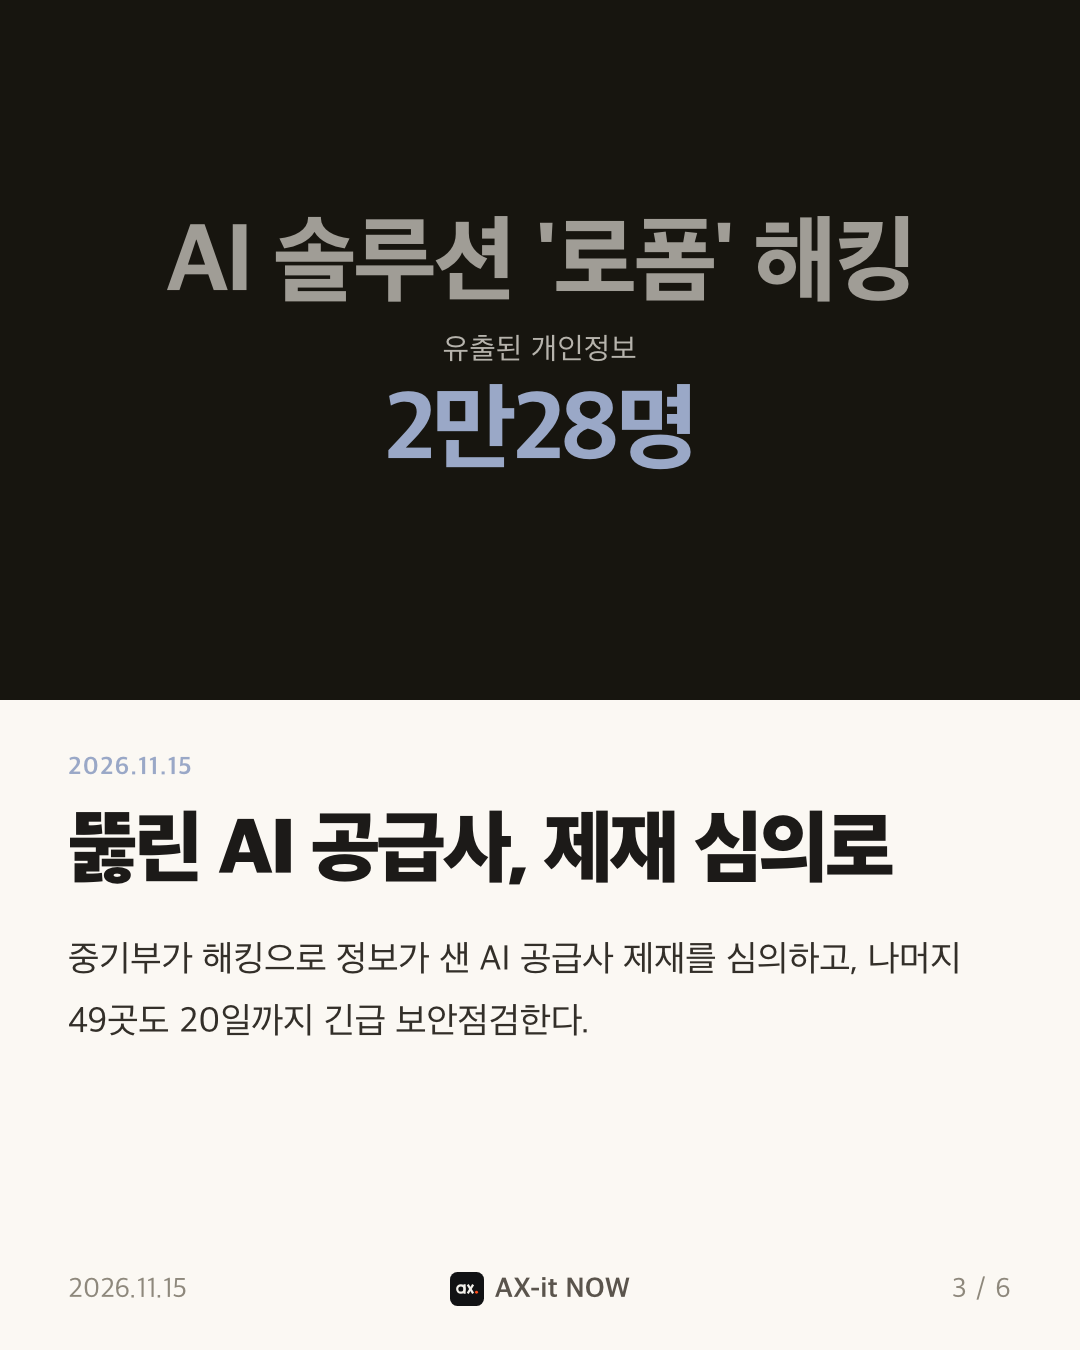 AI 솔루션 '로폼' 해킹
유출된 개인정보
2만28명
2026.11.15
뚫린 AI 공급사, 제재 심의로
중기부가 해킹으로 정보가 샌 AI 공급사 제재를 심의하고, 나머지
49곳도 20일까지 긴급 보안점검한다.
2026.11.15
ax. AX-it NOW
3 / 6